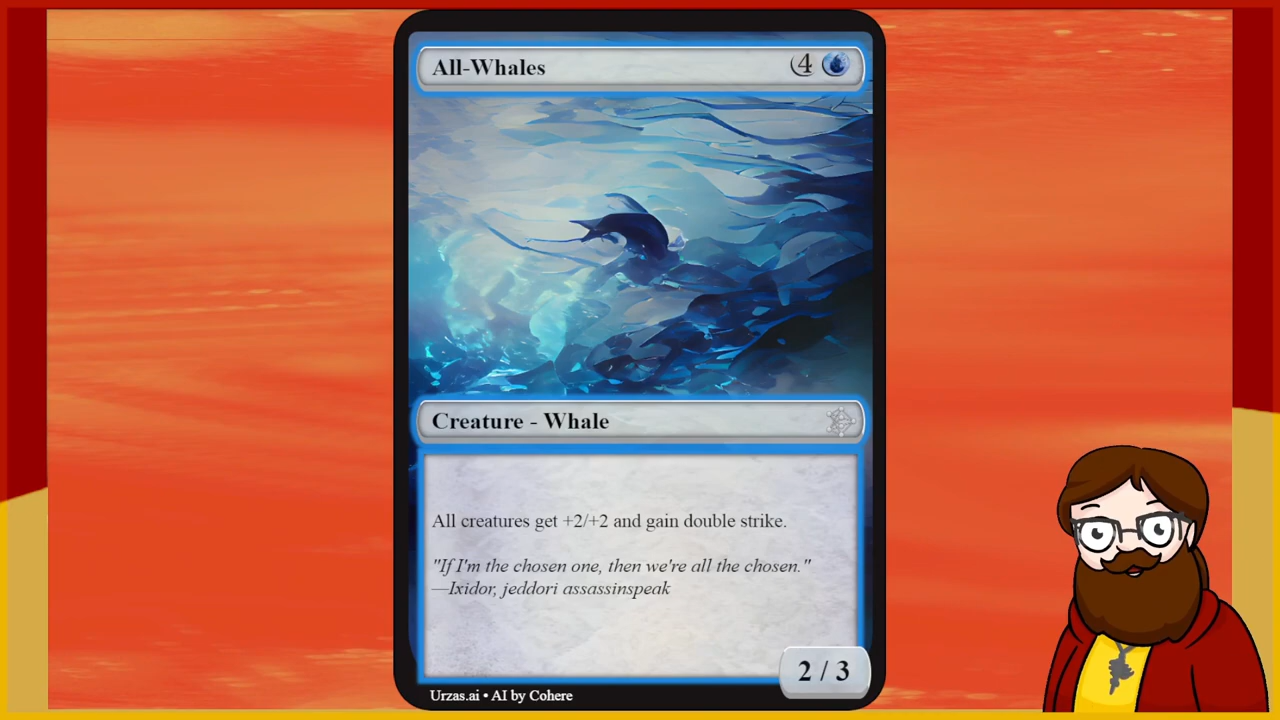 All-Whales 4
Creature - Whale
All creatures get +2/+2 and gain double strike.
"If I'm the chosen one, then we're all the chosen."
—Ixidor, jeddori assassinspeak
2 / 3
Urzas.ai • AI by Cohere